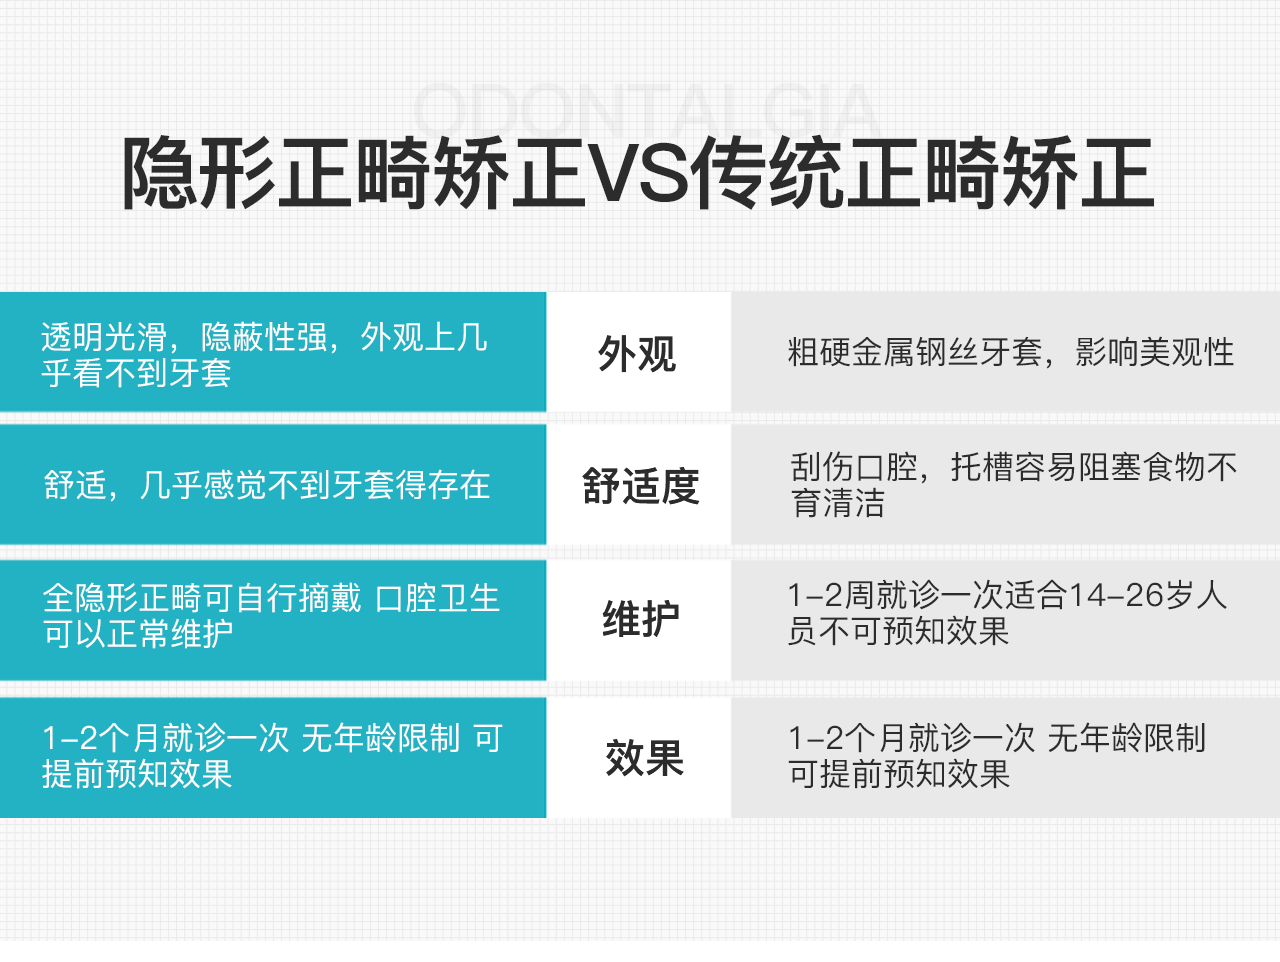 ODONTALGIA
隐形正畸矫正VS传统正畸矫正
透明光滑，隐蔽性强，外观上几
乎看不到牙套
外观
粗硬金属钢丝牙套，影响美观性
舒适，几乎感觉不到牙套得存在
舒适度
刮伤口腔，托槽容易阻塞食物不
育清洁
全隐形正畸可自行摘戴 口腔卫生
可以正常维护
维护
1-2周就诊一次适合14-26岁人
员不可预知效果
1-2个月就诊一次 无年龄限制 可
提前预知效果
效果
1-2个月就诊一次 无年龄限制
可提前预知效果